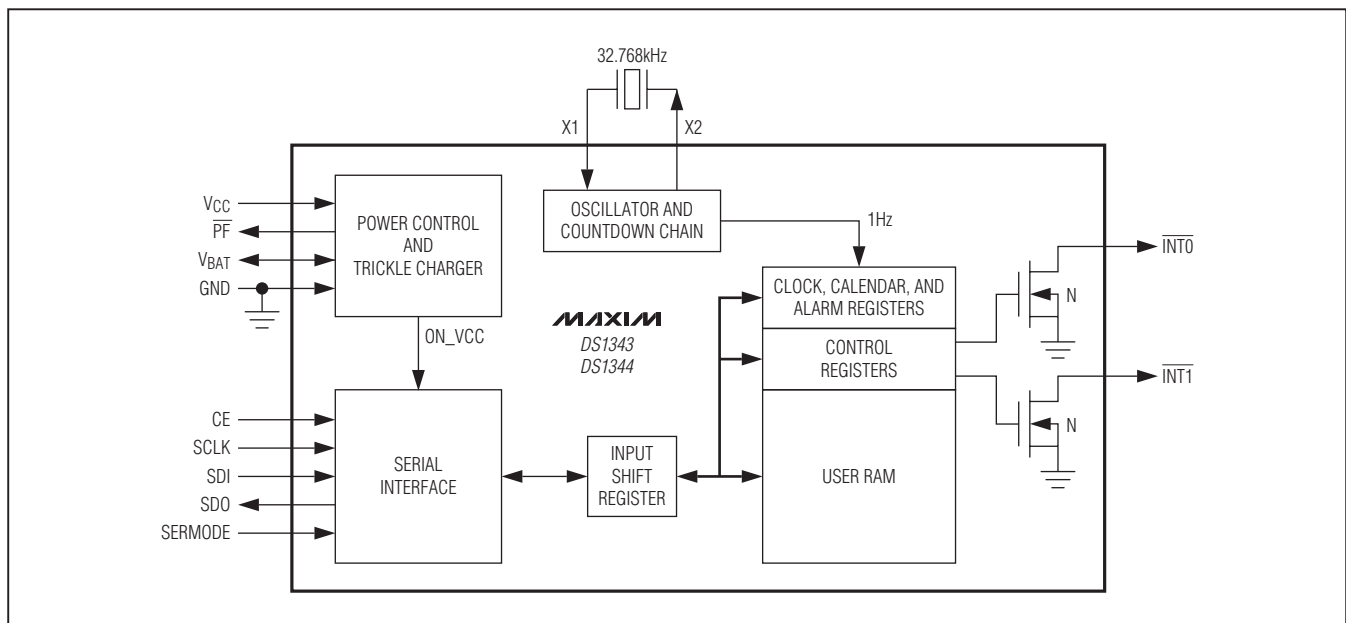 32.768kHz
X1
X2
VCC
PF
VBAT
GND
POWER CONTROL
AND
TRICKLE CHARGER
OSCILLATOR AND
COUNTDOWN CHAIN
1Hz
INT0
N
CLOCK, CALENDAR, AND
ALARM REGISTERS
MAXIM
DS1343
DS1344
ON_VCC
CONTROL
REGISTERS
INT1
N
CE
SCLK
SDI
SDO
SERMODE
SERIAL
INTERFACE
INPUT
SHIFT
REGISTER
USER RAM